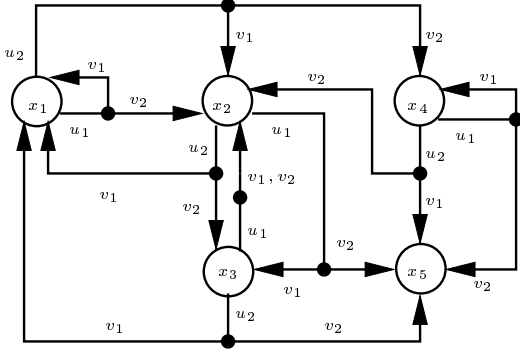 u₂
v₁
v₂
v₁
v₂
v₁
x₁
v₂
x₂
x₄
u₁
u₁
u₁
u₂
u₂
v₁
v₁, v₂
v₂
v₁
u₁
v₂
x₃
x₅
v₁
v₂
u₂
v₁
v₂